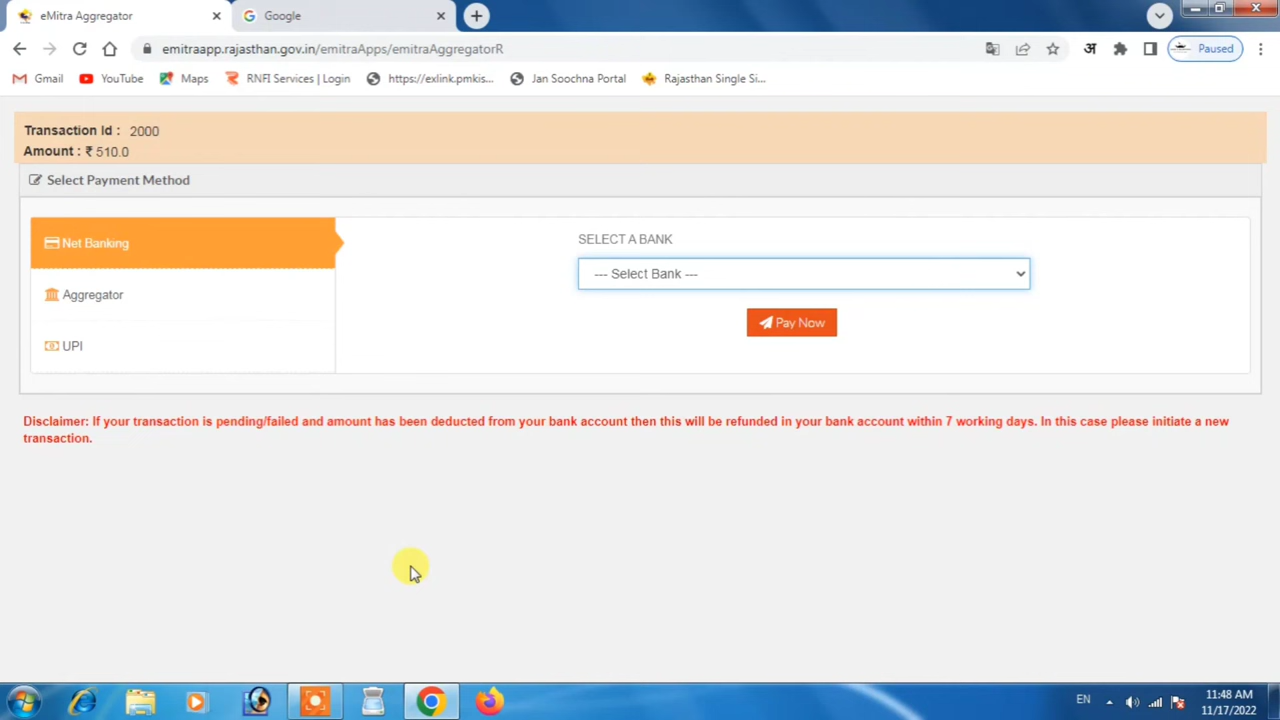 eMitra Aggregator
Google
emitraapp.rajasthan.gov.in/emitraApps/emitraAggregatorR
अ
Paused
Gmail
YouTube
Maps
RNFI Services | Login
https://exlink.pmkis...
Jan Soochna Portal
Rajasthan Single Si...
Transaction Id : 2000
Amount : ₹ 510.0
Select Payment Method
Net Banking
SELECT A BANK
--- Select Bank ---
Aggregator
Pay Now
UPI
Disclaimer: If your transaction is pending/failed and amount has been deducted from your bank account then this will be refunded in your bank account within 7 working days. In this case please initiate a new
transaction.
EN
11:48 AM
11/17/2022